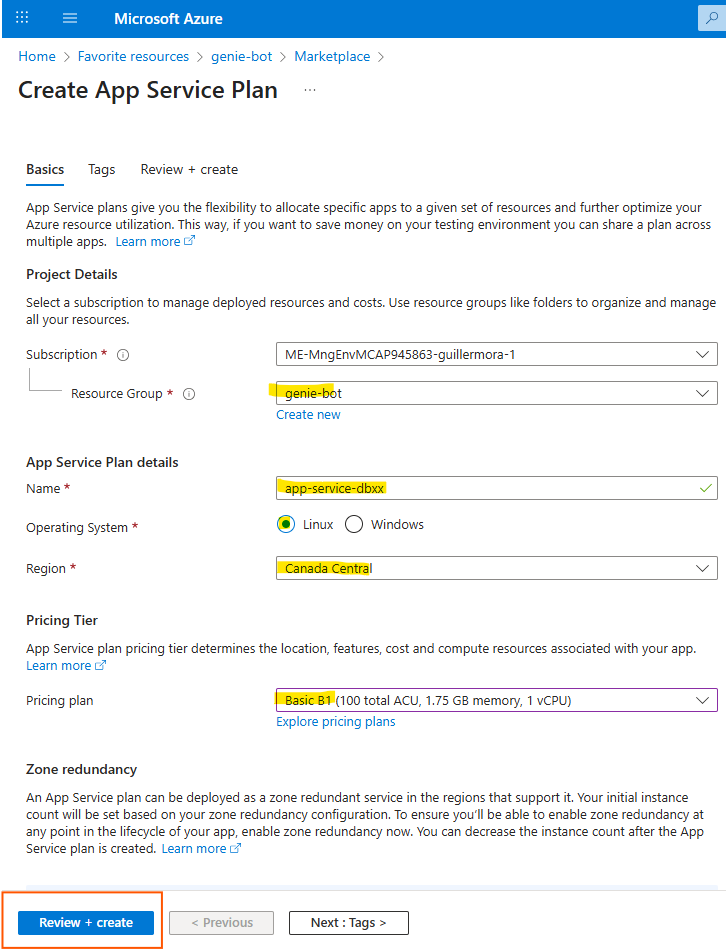 Microsoft Azure
Home > Favorite resources > genie-bot > Marketplace >
Create App Service Plan ...
Basics Tags Review + create
App Service plans give you the flexibility to allocate specific apps to a given set of resources and further optimize your
Azure resource utilization. This way, if you want to save money on your testing environment you can share a plan across
multiple apps. Learn more
Project Details
Select a subscription to manage deployed resources and costs. Use resource groups like folders to organize and manage
all your resources.
Subscription * ME-MngEnvMCAP945863-guillermora-1
Resource Group * genie-bot
Create new
App Service Plan details
Name * app-service-dbxx
Operating System * Linux Windows
Region * Canada Central
Pricing Tier
App Service plan pricing tier determines the location, features, cost and compute resources associated with your app.
Learn more
Pricing plan Basic B1 (100 total ACU, 1.75 GB memory, 1 vCPU)
Explore pricing plans
Zone redundancy
An App Service plan can be deployed as a zone redundant service in the regions that support it. Your initial instance
count will be set based on your zone redundancy configuration. To ensure you'll be able to enable zone redundancy at
any point in the lifecycle of your app, enable zone redundancy now. You can decrease the instance count after the App
Service plan is created. Learn more
Review + create < Previous Next : Tags >